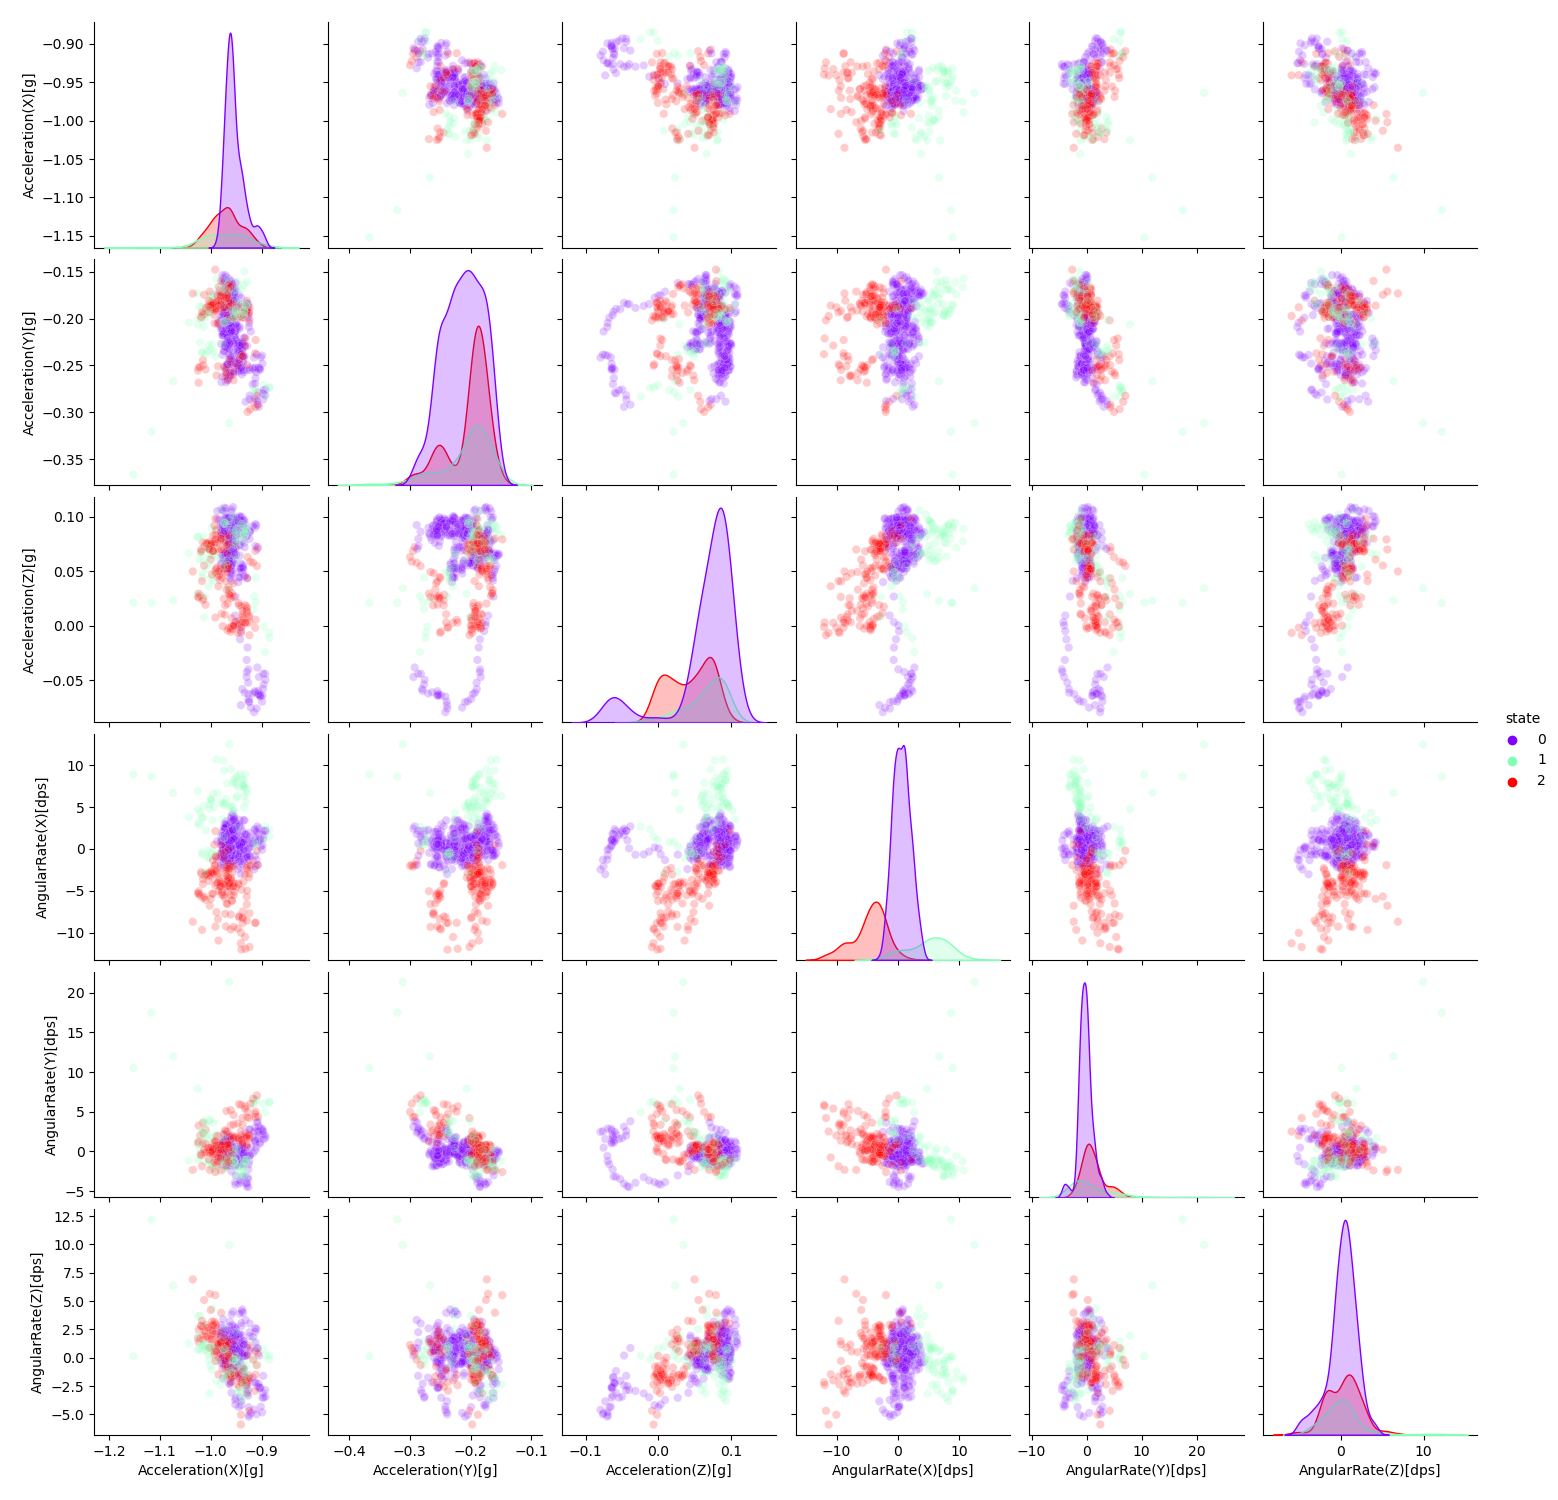 −0.90
−0.95
−1.00
−1.05
−1.10
−1.15
Acceleration(X)[g]
−0.15
−0.20
−0.25
−0.30
−0.35
Acceleration(Y)[g]
0.10
0.05
0.00
−0.05
Acceleration(Z)[g]
state
0
1
2
10
5
0
−5
−10
AngularRate(X)[dps]
20
15
10
5
0
−5
AngularRate(Y)[dps]
12.5
10.0
7.5
5.0
2.5
0.0
−2.5
−5.0
AngularRate(Z)[dps]
−1.2 −1.1 −1.0 −0.9
−0.4 −0.3 −0.2 −0.1
−0.1 0.0 0.1
−10 0 10
−10 0 10 20
0 10
Acceleration(X)[g]
Acceleration(Y)[g]
Acceleration(Z)[g]
AngularRate(X)[dps]
AngularRate(Y)[dps]
AngularRate(Z)[dps]